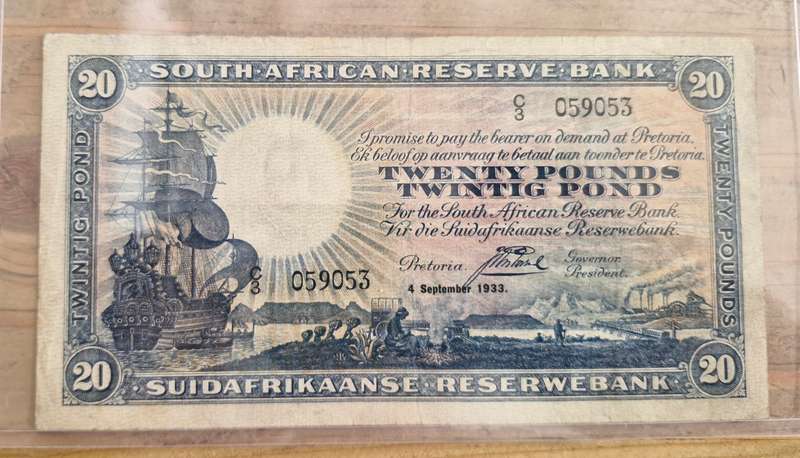 20 SOUTH·AFRICAN·RESERVE·BANK 20
C/3 059053
I promise to pay the bearer on demand at Pretoria.
Ek beloof op aanvraag te betaal aan toonder te Pretoria.
TWENTY POUNDS
TWINTIG POND
For the South African Reserve Bank.
Vir die Suidafrikaanse Reserwebank.
Pretoria. Governor
President.
C/3 059053
4 September 1933.
TWINTIG POND
TWENTY POUNDS
20 ·SUIDAFRIKAANSE·RESERWEBANK· 20